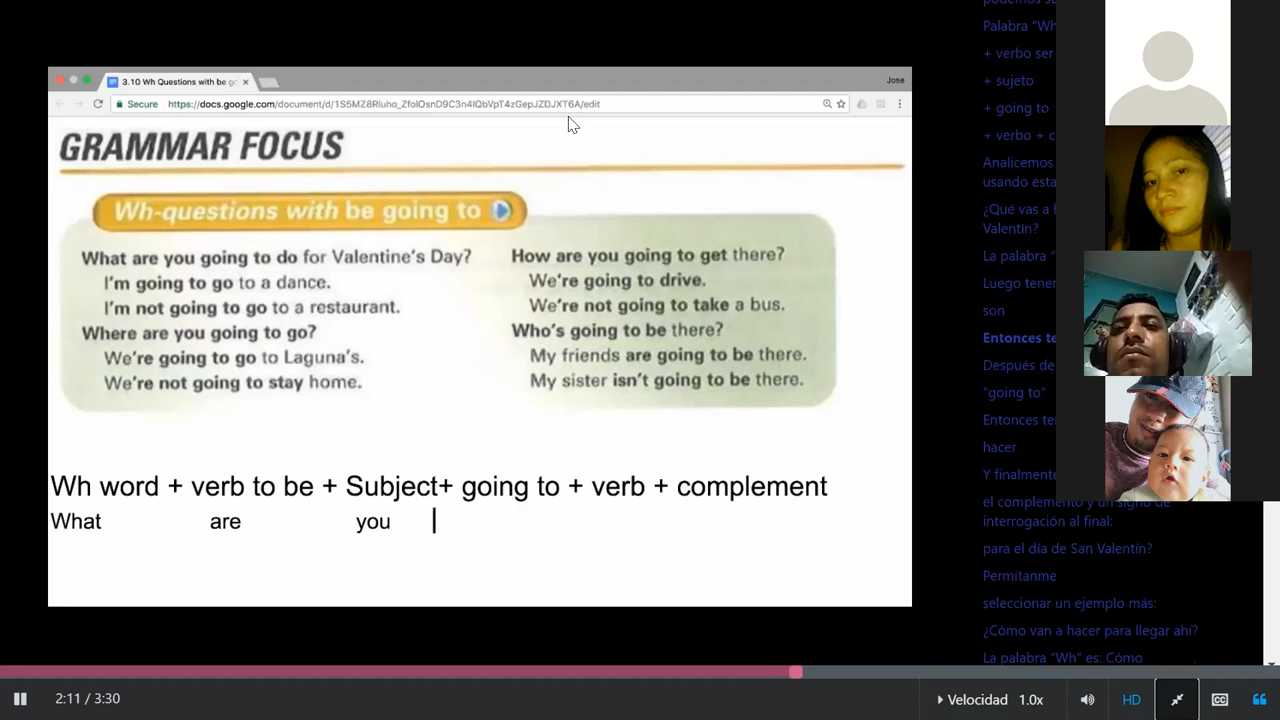 3.10 Wh Questions with be g
Jose
Secure
https://docs.google.com/document/d/1S5MZ8Rluho_ZfolOsnD9C3n4IQbVpT4zGepJZDJXT6A/edit
GRAMMAR FOCUS
Wh-questions with be going to
What are you going to do for Valentine's Day?
I'm going to go to a dance.
I'm not going to go to a restaurant.
Where are you going to go?
We're going to go to Laguna's.
We're not going to stay home.
How are you going to get there?
We're going to drive.
We're not going to take a bus.
Who's going to be there?
My friends are going to be there.
My sister isn't going to be there.
Wh word + verb to be + Subject+ going to + verb + complement
What are you
Palabra "Wh
+ verbo ser
+ sujeto
+ going to
+ verbo + c
Analicemos
usando esta
¿Qué vas a h
Valentín?
La palabra "
Luego tener
son
Entonces te
Después de
"going to"
Entonces ter
hacer
Y finalmente
el complemento y un signo de
interrogación al final:
para el día de San Valentín?
Permítanme
seleccionar un ejemplo más:
¿Cómo van a hacer para llegar ahí?
La palabra "Wh" es: Cómo
2:11 / 3:30
Velocidad 1.0x
HD
CC